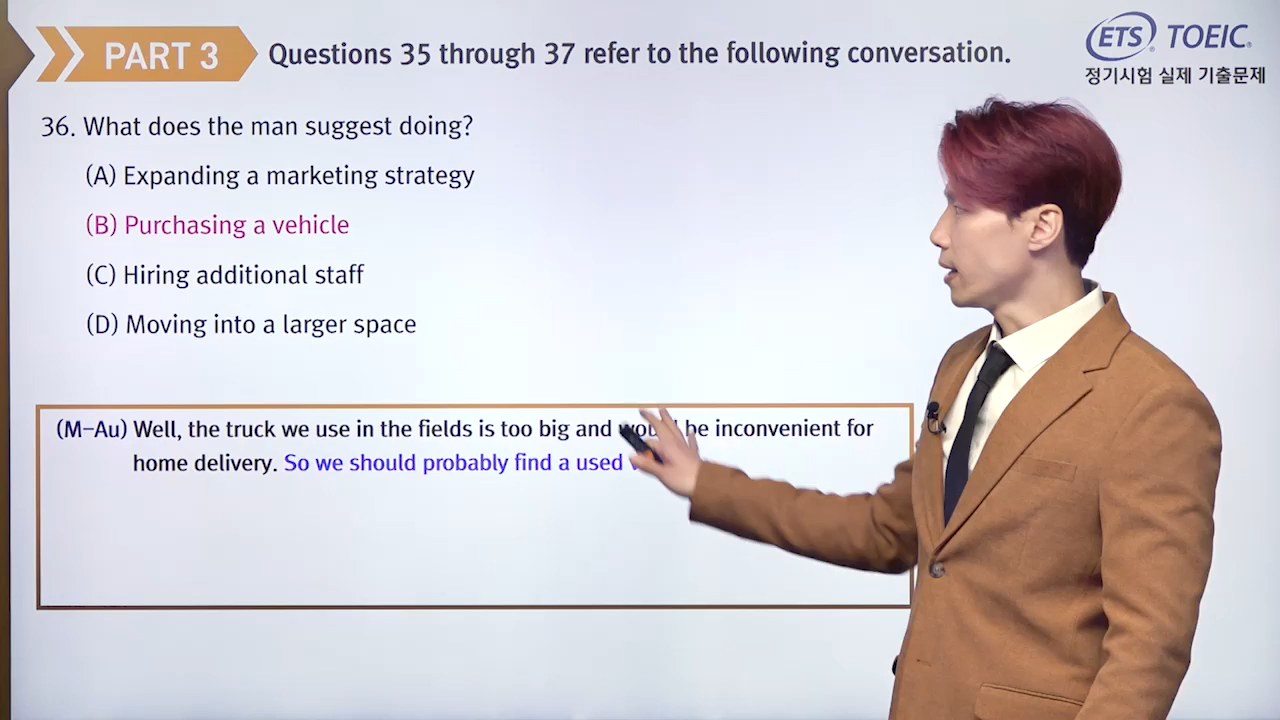 PART 3
Questions 35 through 37 refer to the following conversation.
ETS TOEIC
정기시험 실제 기출문제
36. What does the man suggest doing?
(A) Expanding a marketing strategy
(B) Purchasing a vehicle
(C) Hiring additional staff
(D) Moving into a larger space
(M-Au) Well, the truck we use in the fields is too big and would be inconvenient for
home delivery. So we should probably find a used